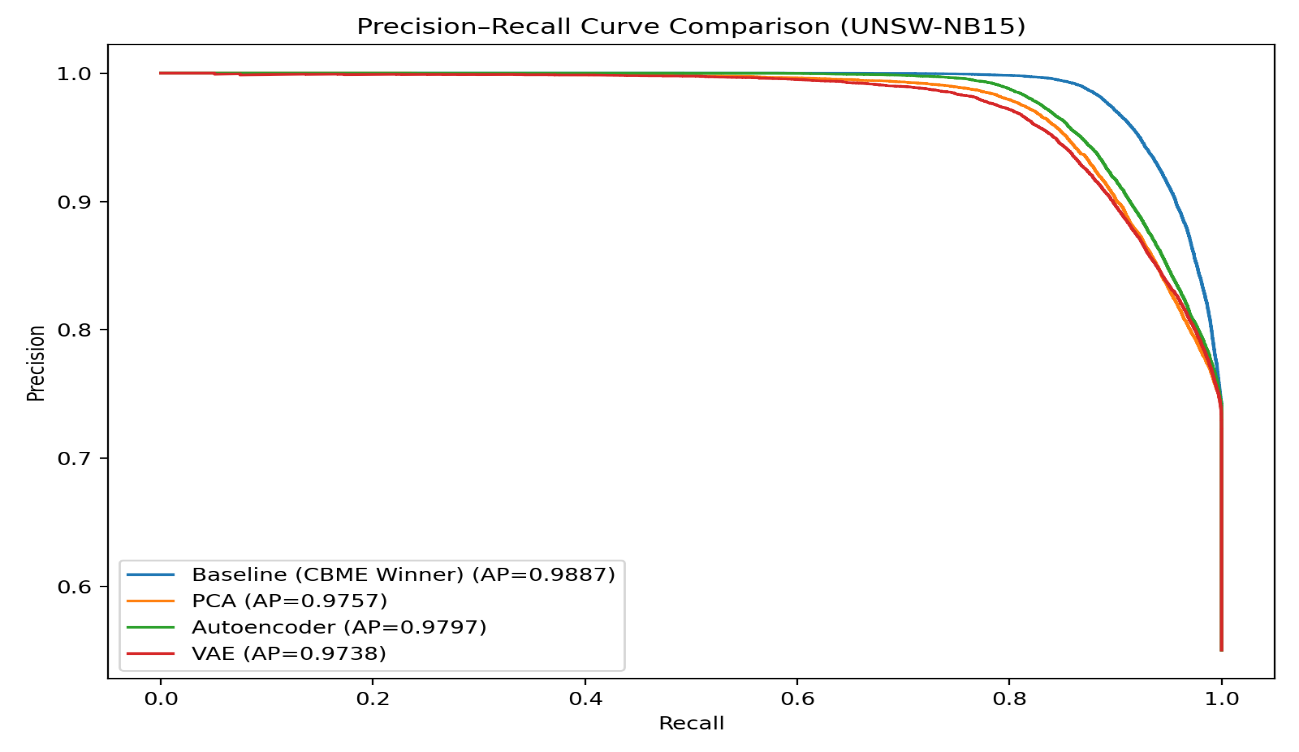 Precision–Recall Curve Comparison (UNSW-NB15)
Precision
1.0
0.9
0.8
0.7
0.6
Baseline (CBME Winner) (AP=0.9887)
PCA (AP=0.9757)
Autoencoder (AP=0.9797)
VAE (AP=0.9738)
0.0 0.2 0.4 0.6 0.8 1.0
Recall